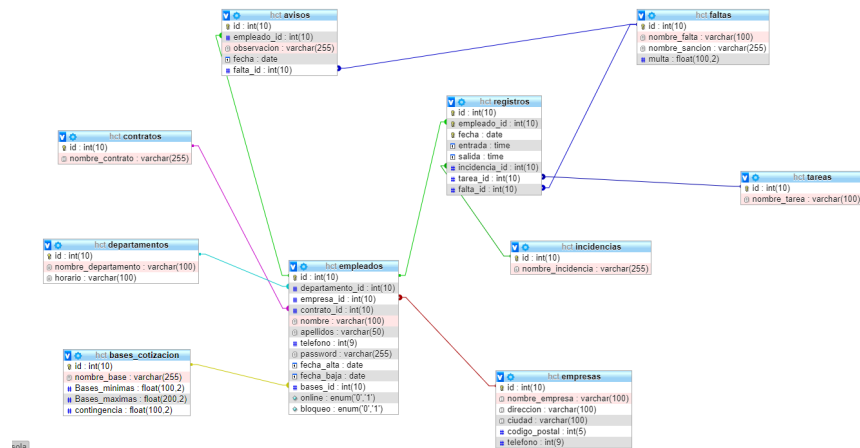 hct avisos
id : int(10)
empleado_id : int(10)
observacion : varchar(255)
fecha : date
falta_id : int(10)
hct faltas
id : int(10)
nombre_falta : varchar(100)
nombre_sancion : varchar(255)
multa : float(100,2)
hct registros
id : int(10)
empleado_id : int(10)
fecha : date
entrada : time
salida : time
incidencia_id : int(10)
tarea_id : int(10)
falta_id : int(10)
hct contratos
id : int(10)
nombre_contrato : varchar(255)
hct tareas
id : int(10)
nombre_tarea : varchar(100)
hct departamentos
id : int(10)
nombre_departamento : varchar(100)
horario : varchar(100)
hct incidencias
id : int(10)
nombre_incidencia : varchar(255)
hct empleados
id : int(10)
departamento_id : int(10)
empresa_id : int(10)
contrato_id : int(10)
nombre : varchar(100)
apellidos : varchar(50)
telefono : int(9)
password : varchar(255)
fecha_alta : date
fecha_baja : date
bases_id : int(10)
online : enum('0','1')
bloqueo : enum('0','1')
hct bases_cotizacion
id : int(10)
nombre_base : varchar(255)
Bases_minimas : float(100,2)
Bases_maximas : float(200,2)
contingencia : float(100,2)
hct empresas
id : int(10)
nombre_empresa : varchar(100)
direccion : varchar(100)
ciudad : varchar(100)
codigo_postal : int(5)
telefono : int(9)
sola